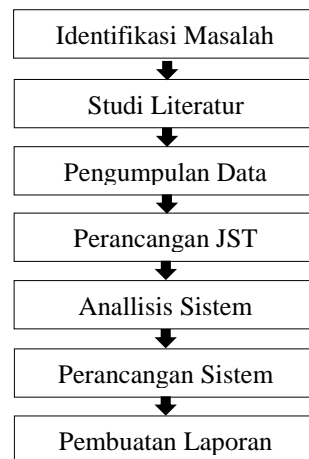 Identifikasi Masalah
Studi Literatur
Pengumpulan Data
Perancangan JST
Anallisis Sistem
Perancangan Sistem
Pembuatan Laporan